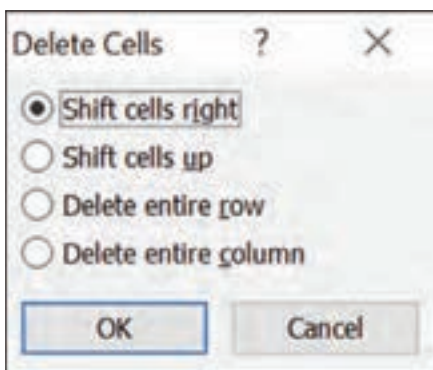 Delete Cells ? ×
Shift cells right
Shift cells up
Delete entire row
Delete entire column
OK Cancel